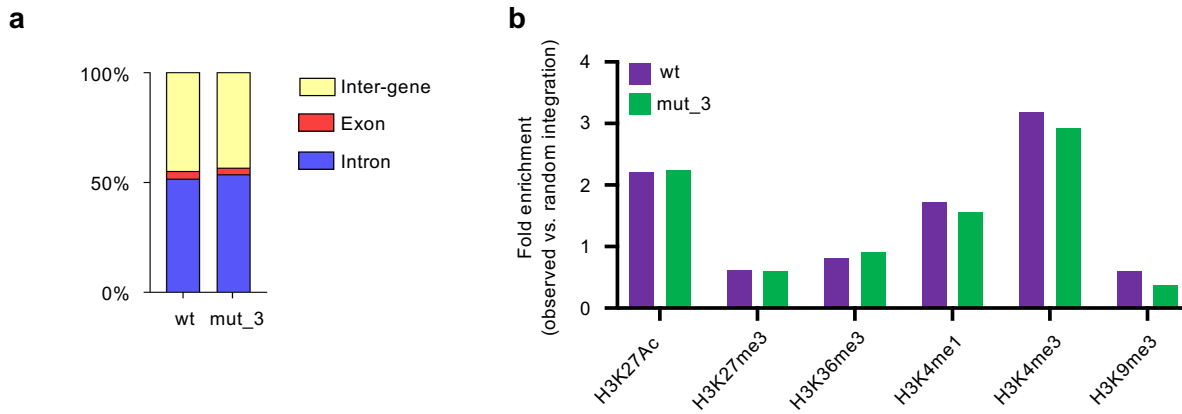 a
100%
50%
0%
wt
mut_3
Inter-gene
Exon
Intron
b
Fold enrichment
(observed vs. random integration)
4
3
2
1
0
wt
mut_3
H3K27Ac
H3K27me3
H3K36me3
H3K4me1
H3K4me3
H3K9me3